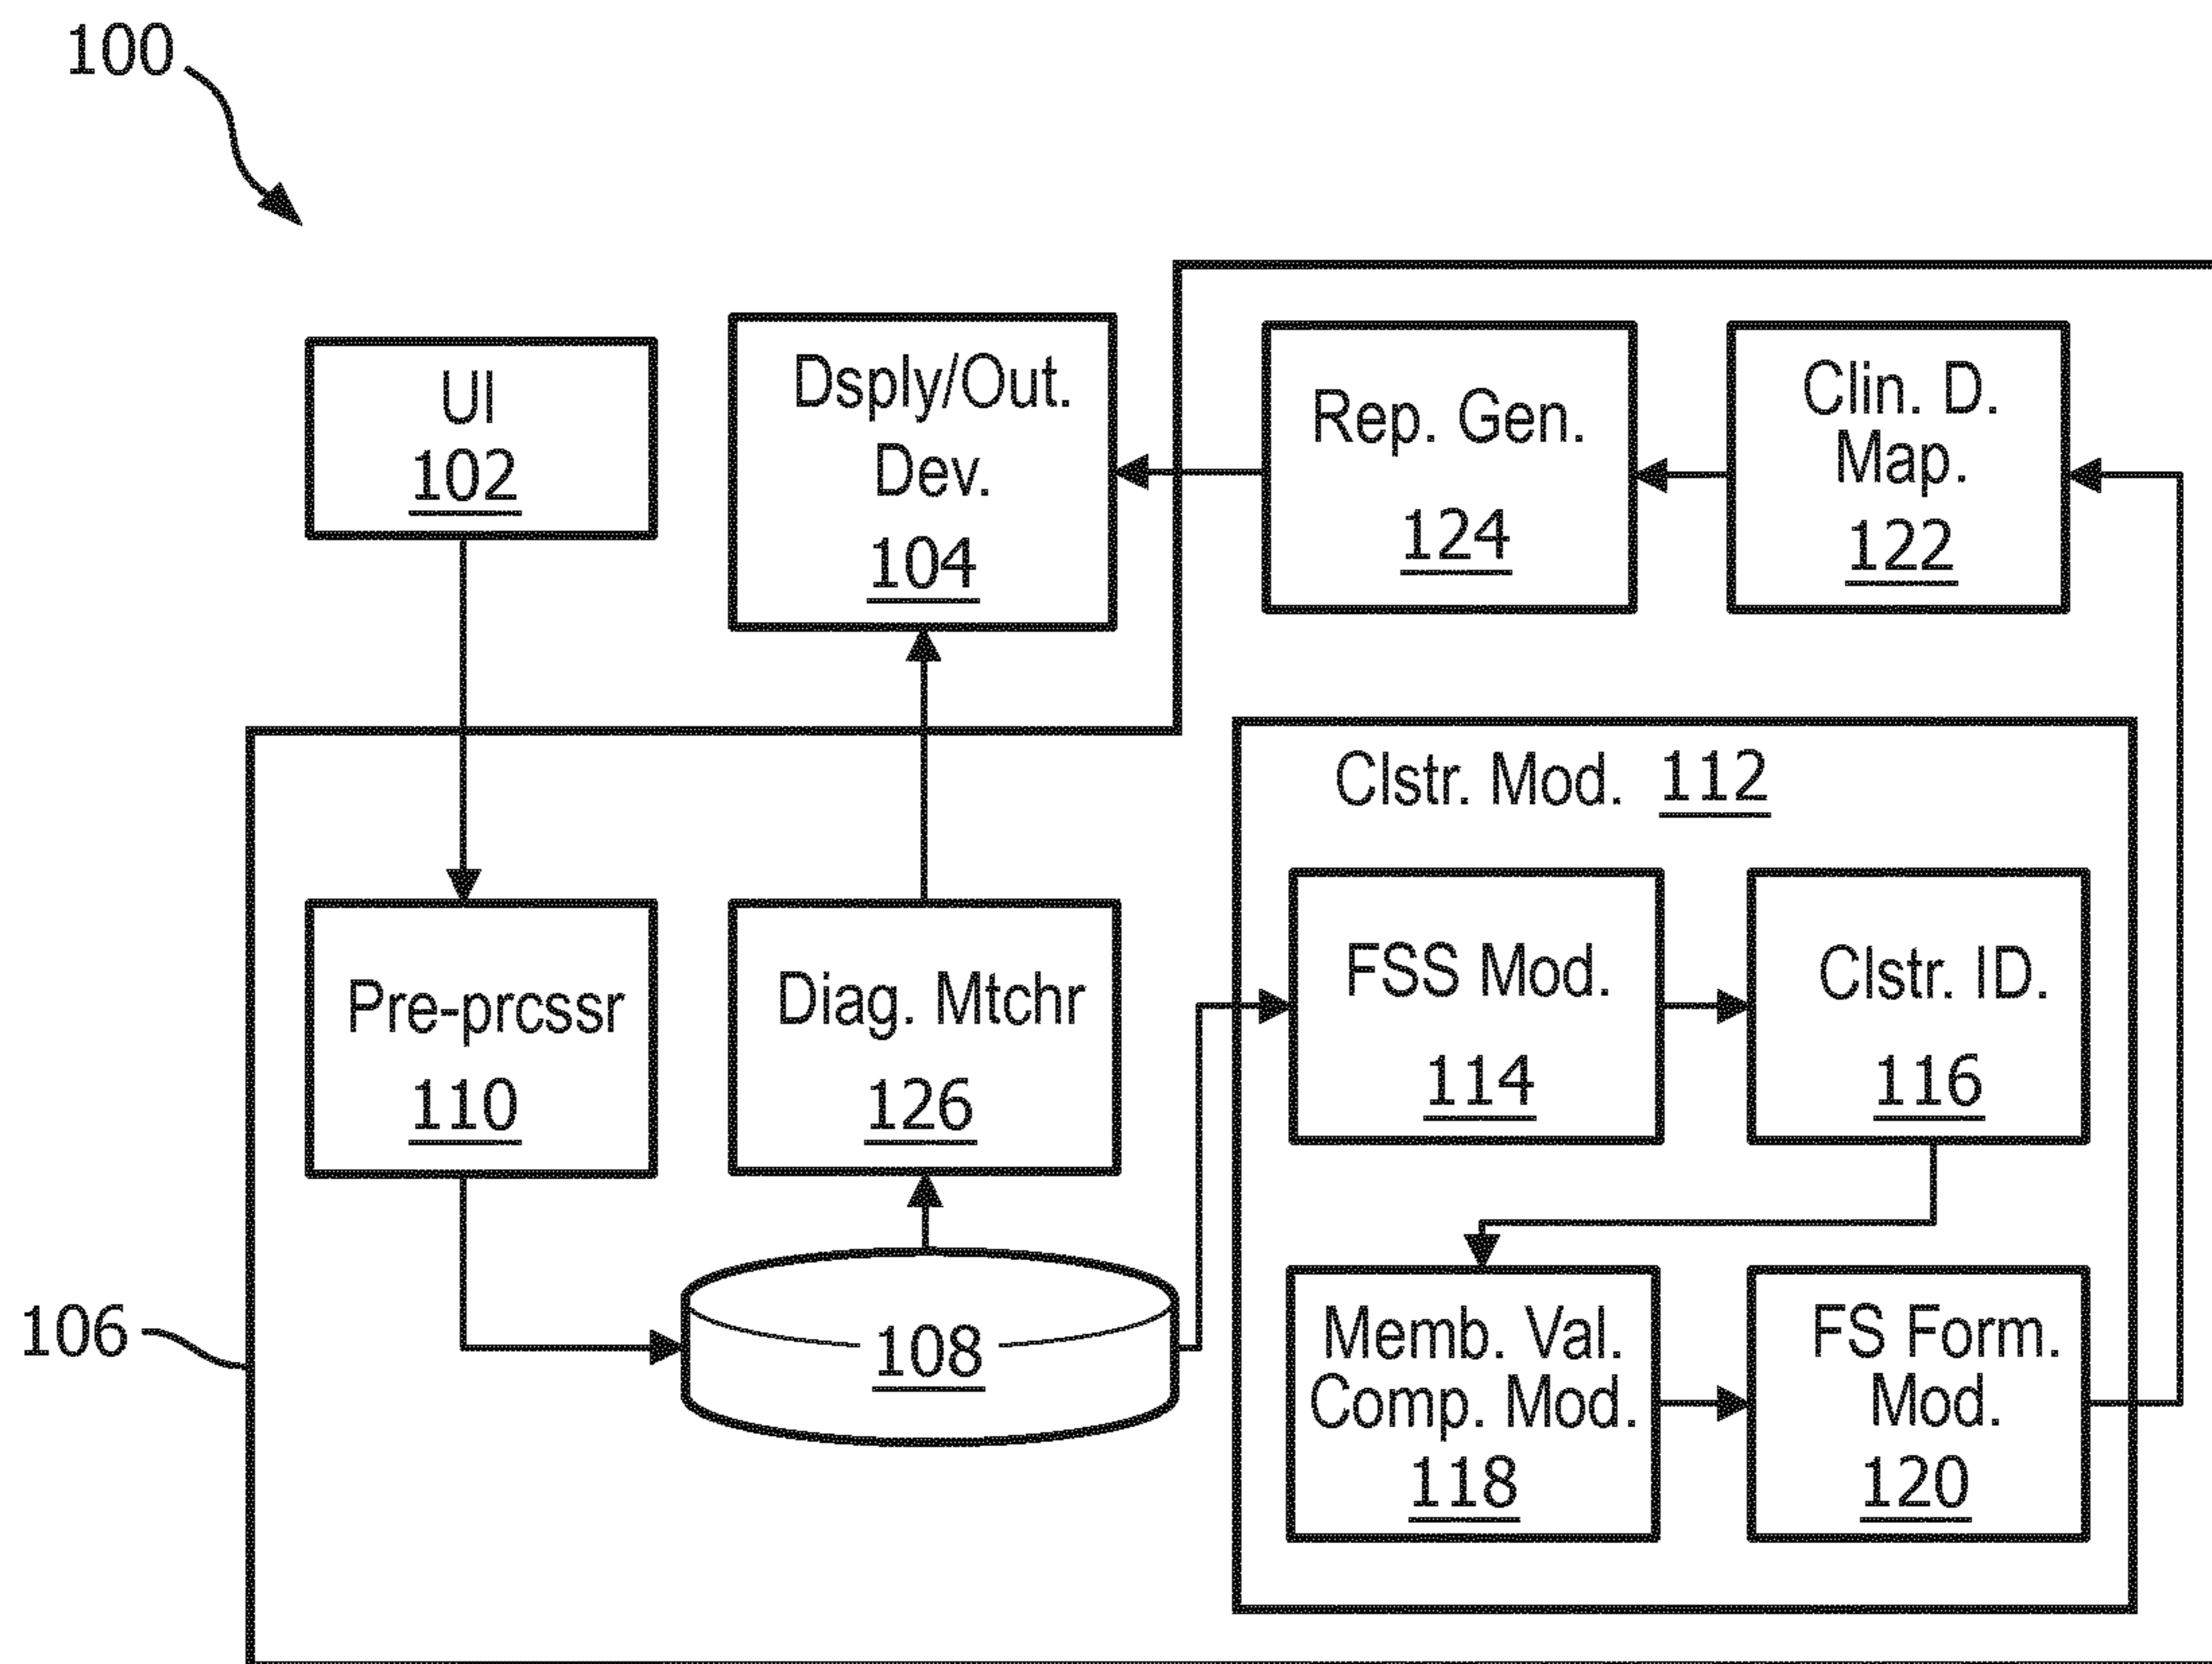 100
UI
102
Dsply/Out.
Dev.
104
Rep. Gen.
124
Clin. D.
Map.
122
Pre-prcssr
110
Diag. Mtchr
126
108
Clstr. Mod. 112
FSS Mod.
114
Clstr. ID.
116
Memb. Val.
Comp. Mod.
118
FS Form.
Mod.
120
106